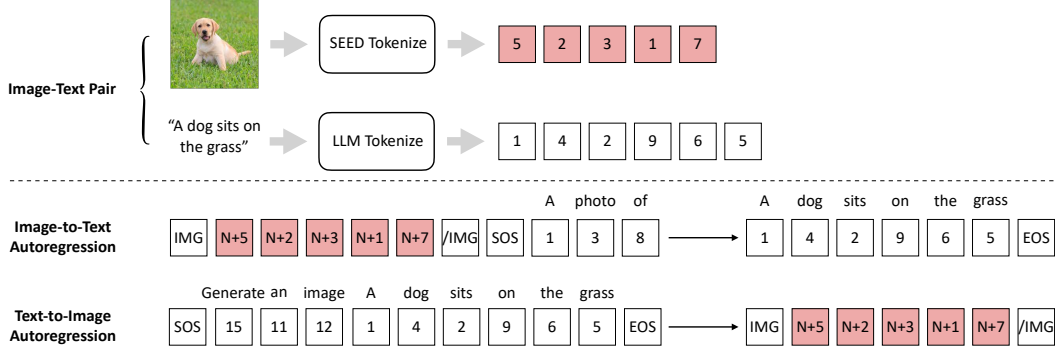 SEED Tokenize
5 2 3 1 7
Image-Text Pair
“A dog sits on
the grass”
LLM Tokenize
1 4 2 9 6 5
A photo of A dog sits on the grass
Image-to-Text
Autoregression
IMG N+5 N+2 N+3 N+1 N+7 /IMG SOS 1 3 8 1 4 2 9 6 5 EOS
Generate an image A dog sits on the grass
Text-to-Image
Autoregression
SOS 15 11 12 1 4 2 9 6 5 EOS IMG N+5 N+2 N+3 N+1 N+7 /IMG